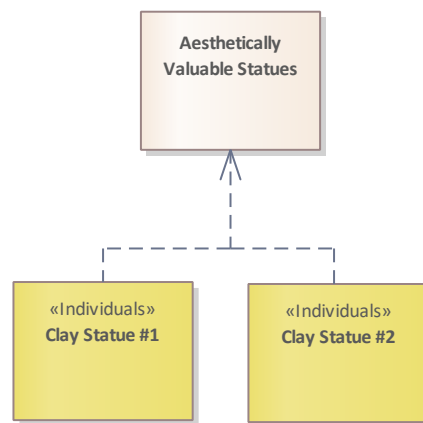 Aesthetically
Valuable Statues
«Individuals»
Clay Statue #1
«Individuals»
Clay Statue #2